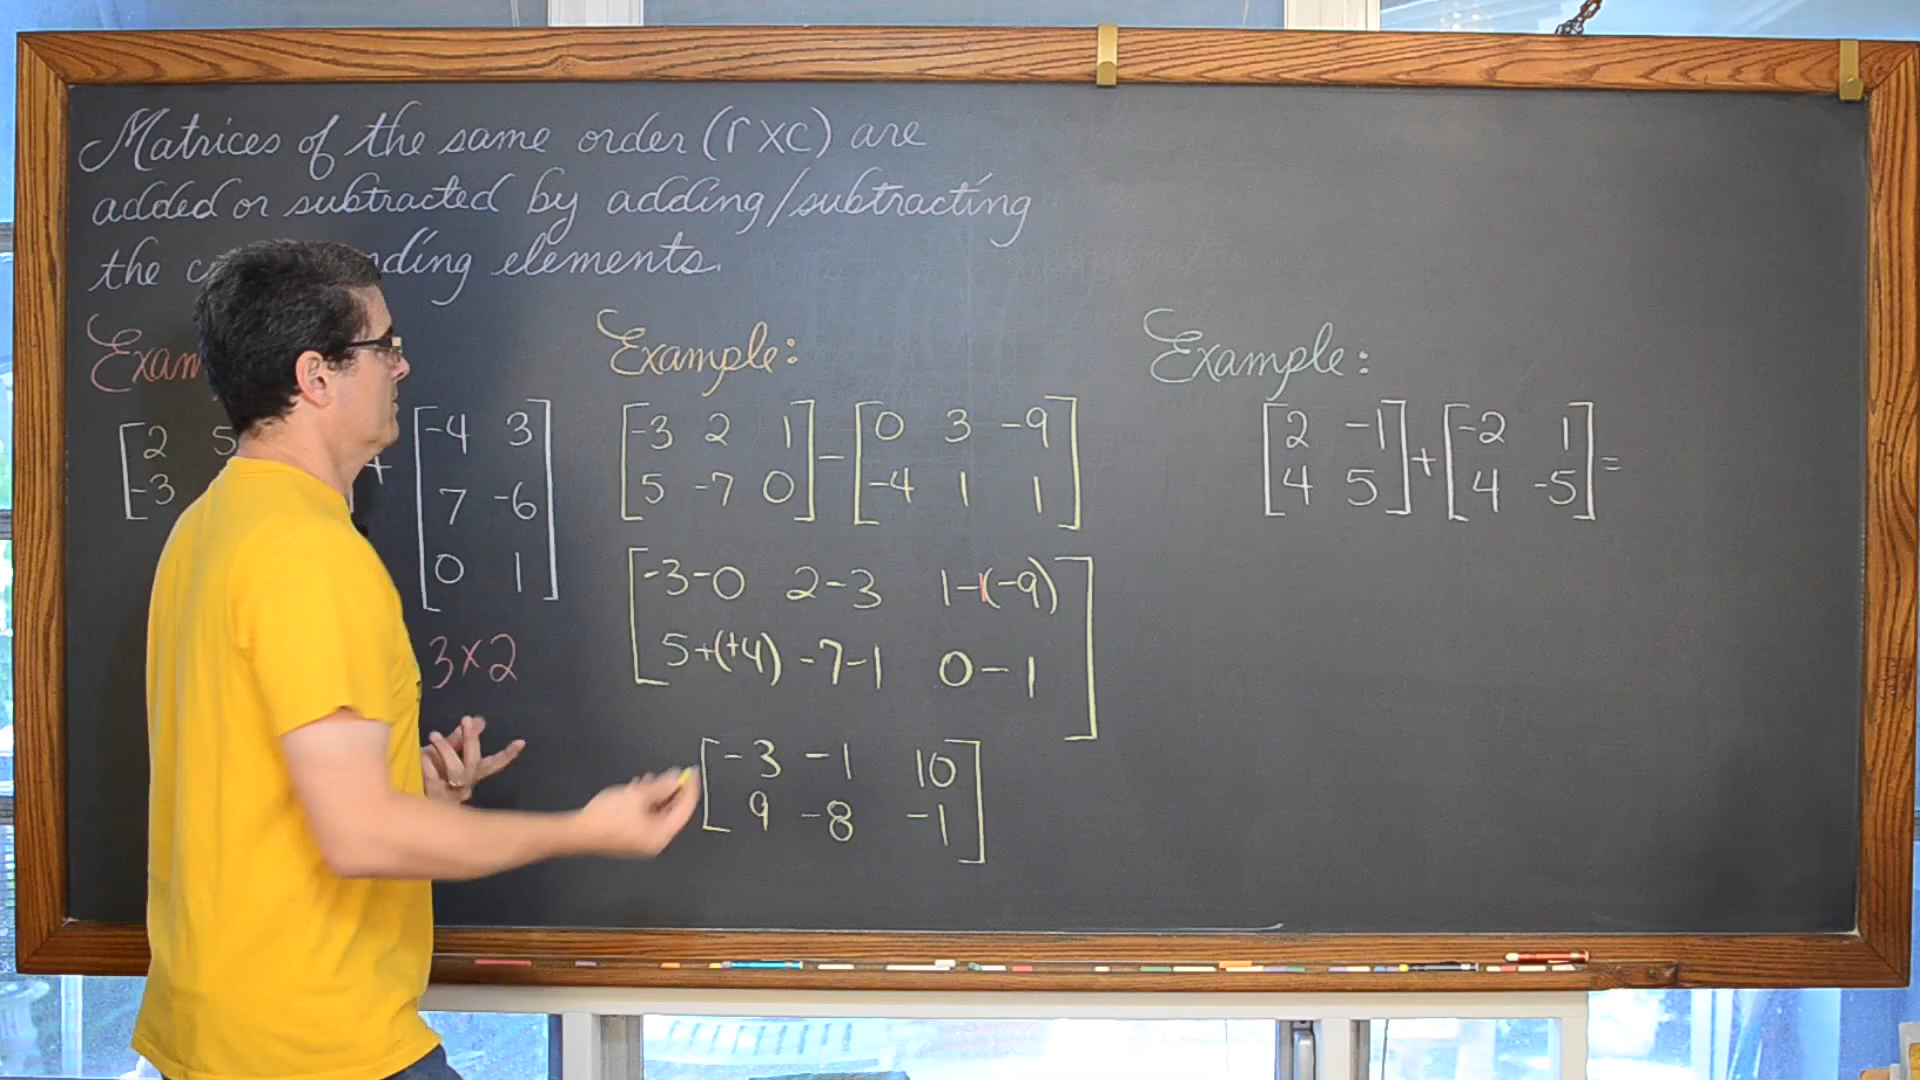 Matrices of the same order (r x c) are
added or subtracted by adding/subtracting
the elements.
Example: Example:
[2 5
-3
+ [-4 3
7 -6
0 1]
3x2
[-3 2 1
5 -7 0] - [0 3 -9
-4 1 1]
[-3-0 2-3 1-1(-9)
5+(+4) -7-1 0-1]
[-3 -1 10
9 -8 -1]
[2 -1
4 5] + [-2 1
4 -5] =